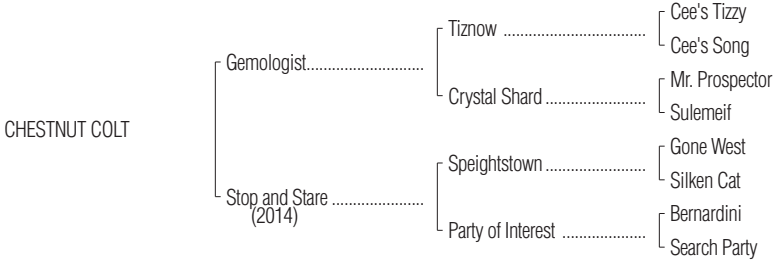 Cee's Tizzy
Tiznow ..................................
Cee's Song
Gemologist...........................
Mr. Prospector
Crystal Shard ........................
Sulemeif
CHESTNUT COLT
Gone West
Speightstown ........................
Silken Cat
Stop and Stare .....................
(2014)
Bernardini
Party of Interest ....................
Search Party